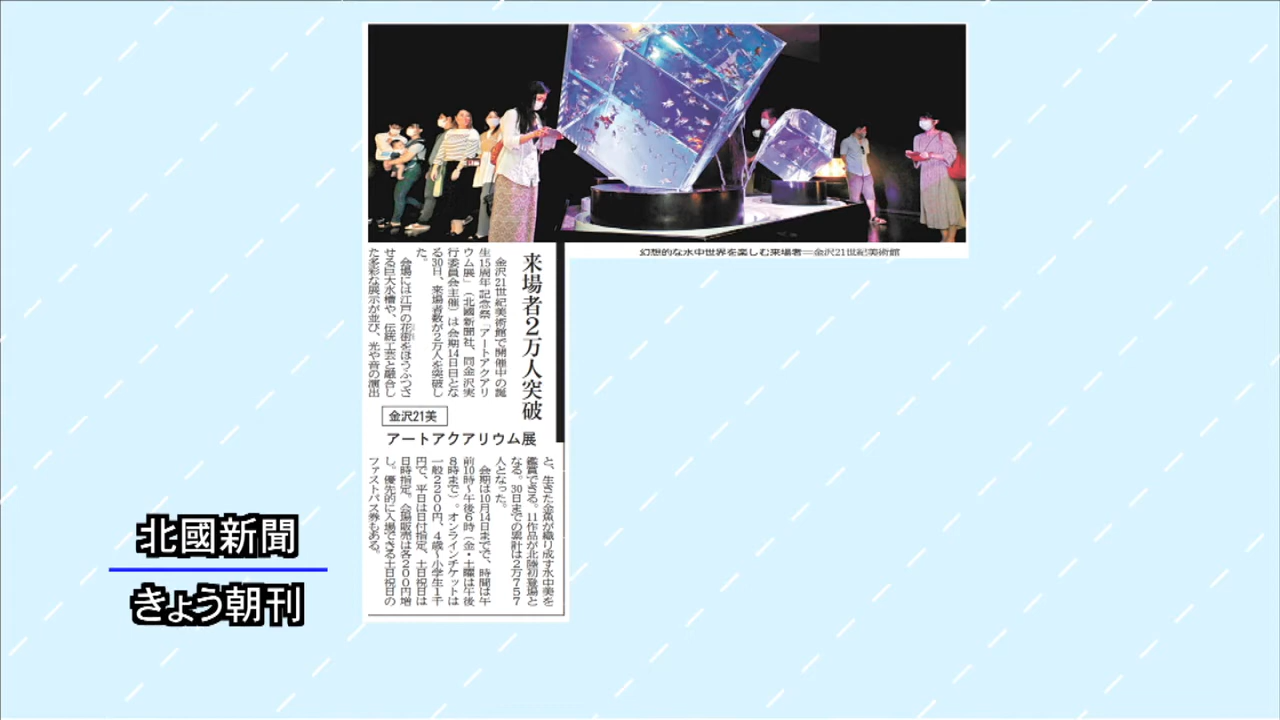 幻想的な水中世界を楽しむ来場者＝金沢21世紀美術館
来場者2万人突破
金沢21美
アートアクアリウム展
金沢21世紀美術館で開催中の誕
生15周年記念祭「アートアクアリ
ウム展」（北國新聞社、同金沢実
行委員会主催）は会期14日目とな
る30日、来場者数が2万人を突破し
た。
会場には江戸の花街をほうふつさ
せる巨大水槽や、伝統工芸と融合し
た多彩な展示が並び、光や音の演出
と、生きた金魚が織り成す水中美を
鑑賞できる。11作品が北陸初登場と
なる。30日までの累計は2万757
人となった。
会期は10月14日までで、時間は午
前10時～午後6時（金・土曜は午後
8時まで）。オンラインチケットは
一般2200円、4歳～小学生1千
円で、平日は日付指定、土日祝日は
日時指定。会場販売は各200円増
し。優先的に入場できる土日祝日の
ファストパス券もある。
北國新聞
きょう朝刊